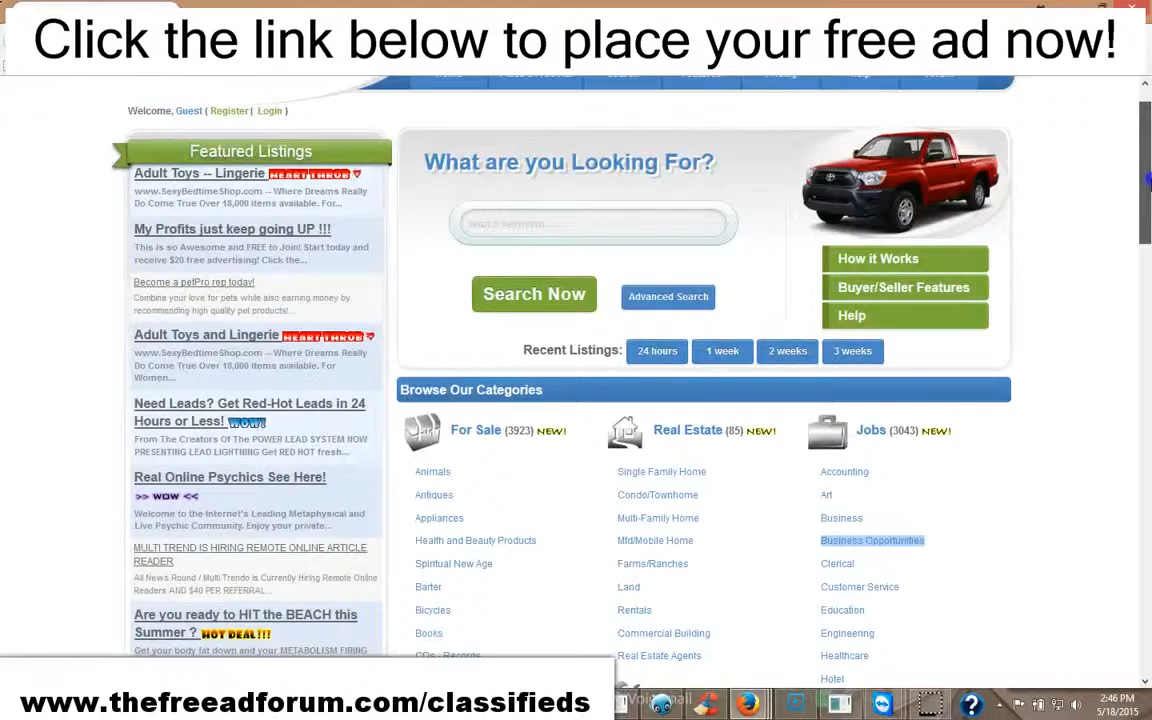 Click the link below to place your free ad now!
Welcome, Guest ( Register | Login )
Featured Listings
Adult Toys -- Lingerie HEART THROB
www.SexyBedtimeShop.com -- Where Dreams Really
Do Come True Over 18,000 items available. For...
My Profits just keep going UP !!!
This is so Awesome and FREE to Join! Start today and
receive $20 free advertising! Click the...
Become a petPro rep today!
Combine your love for pets while also earning money by
recommending high quality pet products!...
Adult Toys and Lingerie HEART THROB
www.SexyBedtimeShop.com -- Where Dreams Really
Do Come True Over 18,000 items available. For
Women...
Need Leads? Get Red-Hot Leads in 24
Hours or Less! WOW!
From The Creators Of The POWER LEAD SYSTEM NOW
PRESENTING LEAD LIGHTNING Get RED HOT fresh...
Real Online Psychics See Here!
>> WOW <<
Welcome to the Internet's Leading Metaphysical and
Live Psychic Community. Enjoy your private...
MULTI TREND IS HIRING REMOTE ONLINE ARTICLE
READER
All News Round / Multi Trendo is Currently Hiring Remote Online
Readers AND $40 PER REFERRAL...
Are you ready to HIT the BEACH this
Summer ? HOT DEAL!!!
Get your body fat down and your METABOLISM FIRING
What are you Looking For?
Search keyword...
Search Now
Advanced Search
How it Works
Buyer/Seller Features
Help
Recent Listings: 24 hours 1 week 2 weeks 3 weeks
Browse Our Categories
For Sale (3923) NEW!
Animals
Antiques
Appliances
Health and Beauty Products
Spiritual New Age
Barter
Bicycles
Books
CDs - Records
Real Estate (85) NEW!
Single Family Home
Condo/Townhome
Multi-Family Home
Mfd/Mobile Home
Farms/Ranches
Land
Rentals
Commercial Building
Real Estate Agents
Jobs (3043) NEW!
Accounting
Art
Business
Business Opportunities
Clerical
Customer Service
Education
Engineering
Healthcare
Hotel
www.thefreeadforum.com/classifieds
2:46 PM
5/18/2015